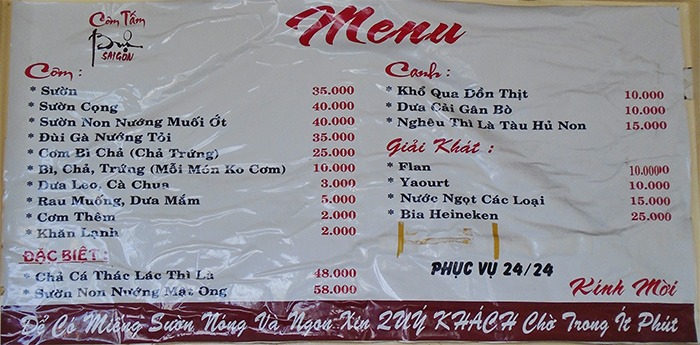 Cơm Tấm
Bụi
SAIGON
Menu
Cơm :
* Sườn 35.000
* Sườn Cọng 40.000
* Sườn Non Nướng Muối Ớt 40.000
* Đùi Gà Nướng Tỏi 35.000
* Cơm Bì Chả (Chả Trứng) 25.000
* Bì, Chả, Trứng (Mỗi Món Ko Cơm) 10.000
* Dưa Leo, Cà Chua 3.000
* Rau Muống, Dưa Mắm 5.000
* Cơm Thêm 2.000
* Khăn Lạnh 2.000
ĐẶC BIỆT :
* Chả Cá Thác Lác Thì Là 48.000
* Sườn Non Nướng Mật Ong 58.000
Canh :
* Khổ Qua Dồn Thịt 10.000
* Dưa Cải Gân Bò 10.000
* Nghêu Thì Là Tàu Hủ Non 15.000
Giải Khát :
* Flan 10.000
* Yaourt 10.000
* Nước Ngọt Các Loại 15.000
* Bia Heineken 25.000
PHỤC VỤ 24/24
Kính Mời
Để Có Miếng Sườn Nóng Và Ngon Xin QUÝ KHÁCH Chờ Trong Ít Phút